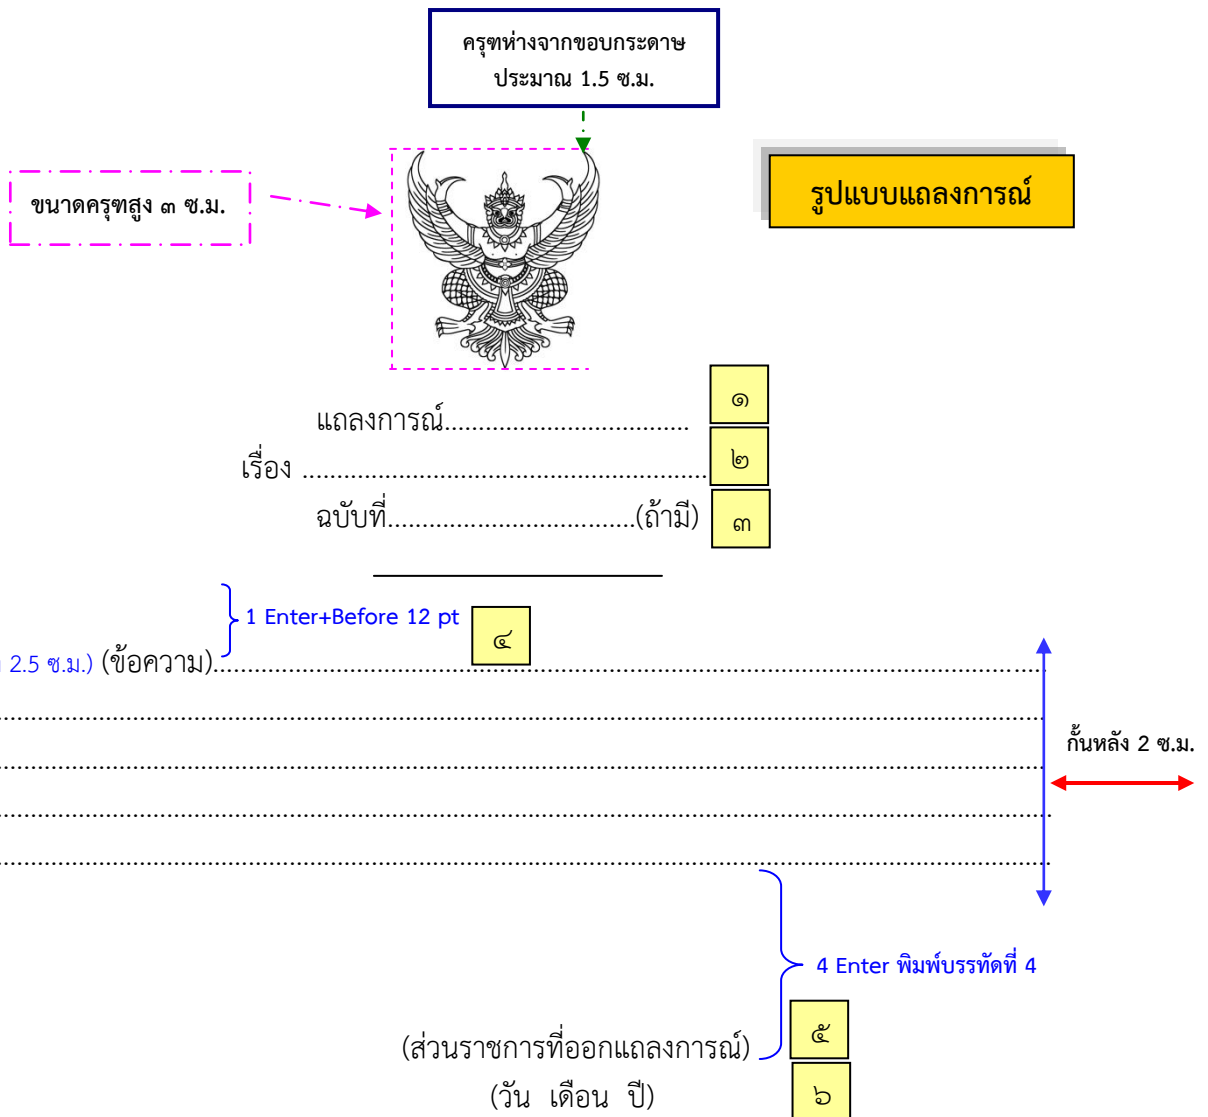 ครุฑห่างจากขอบกระดาษ
ประมาณ 1.5 ซ.ม.
ขนาดครุฑสูง ๓ ซ.ม.
รูปแบบแถลงการณ์
แถลงการณ์.................................... ๑
เรื่อง ........................................................... ๒
ฉบับที่....................................(ถ้ามี) ๓
1 Enter+Before 12 pt ๔
2.5 ซ.ม.) (ข้อความ)..........................................................................................................................
............................................................................................................................................................
กั้นหลัง 2 ซ.ม.
............................................................................................................................................................
............................................................................................................................................................
............................................................................................................................................................
4 Enter พิมพ์บรรทัดที่ 4
(ส่วนราชการที่ออกแถลงการณ์) ๕
(วัน เดือน ปี) ๖